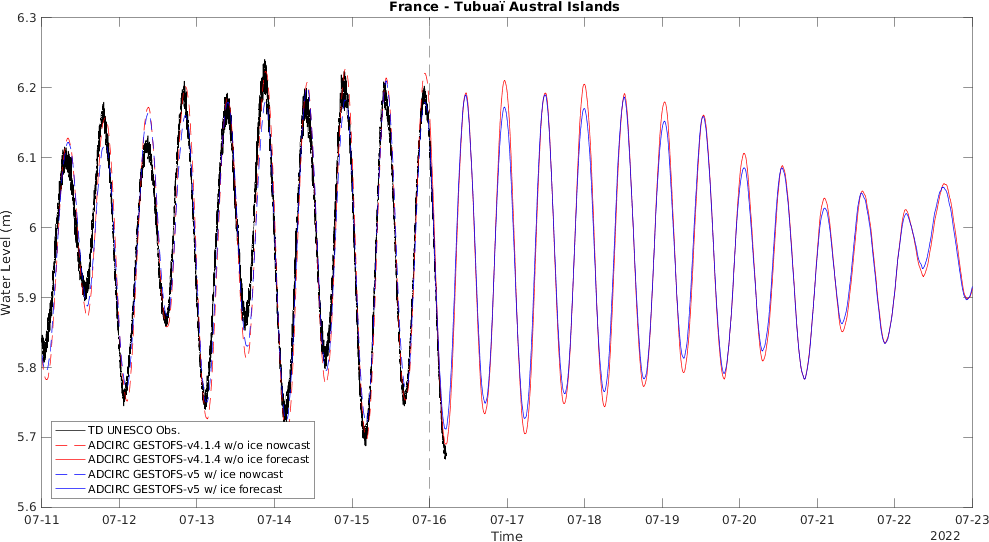 France - Tubuaï Austral Islands
6.3
6.2
6.1
6
5.9
5.8
5.7
5.6
Water Level (m)
TD UNESCO Obs.
ADCIRC GESTOFS-v4.1.4 w/o ice nowcast
ADCIRC GESTOFS-v4.1.4 w/o ice forecast
ADCIRC GESTOFS-v5 w/ ice nowcast
ADCIRC GESTOFS-v5 w/ ice forecast
07-11 07-12 07-13 07-14 07-15 07-16 07-17 07-18 07-19 07-20 07-21 07-22 07-23
Time
2022